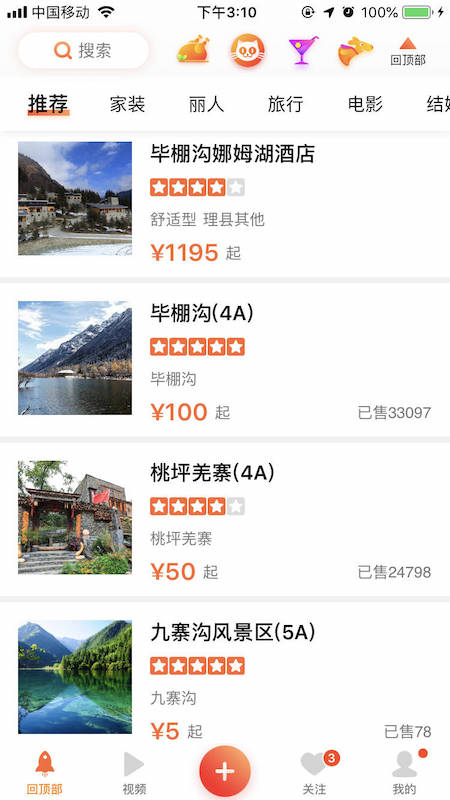 中国移动 下午3:10 100%
搜索 回顶部
推荐 家装 丽人 旅行 电影 结
毕棚沟娜姆湖酒店
舒适型 理县其他
¥1195 起
毕棚沟(4A)
毕棚沟
¥100 起 已售33097
桃坪羌寨(4A)
桃坪羌寨
¥50 起 已售24798
九寨沟风景区(5A)
九寨沟
¥5 起 已售78
3
回顶部 视频 关注 我的